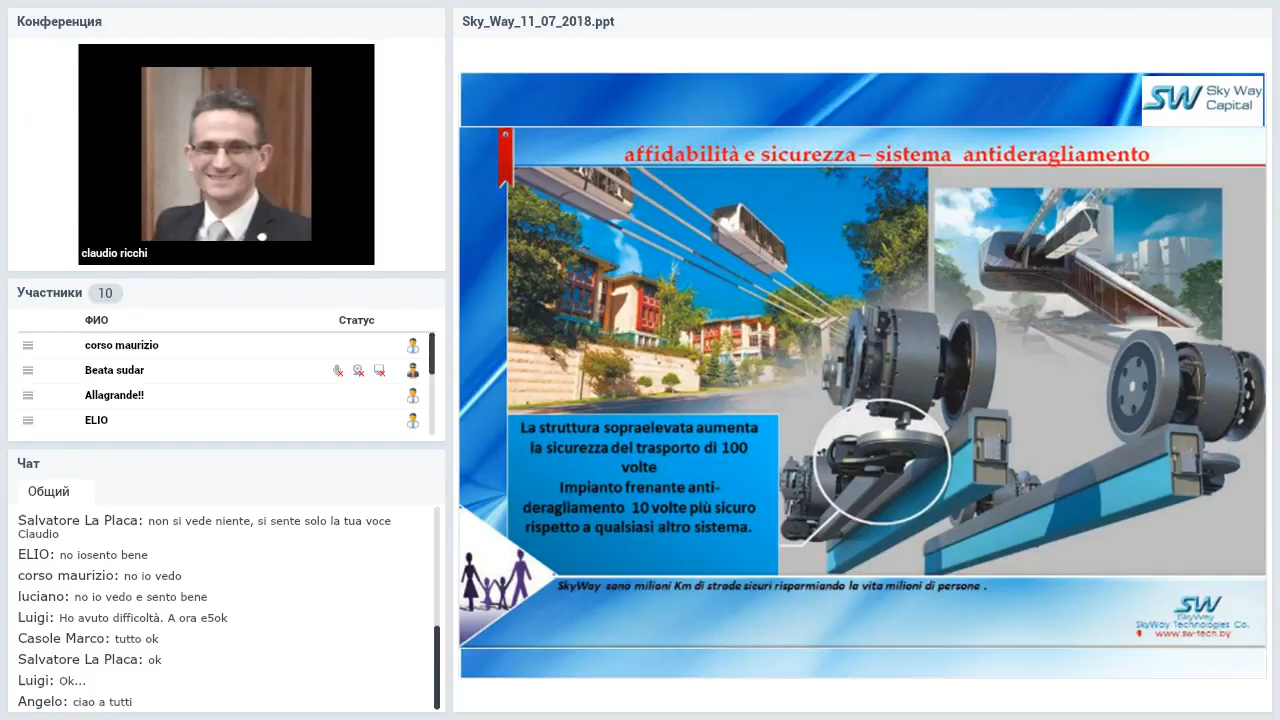 Конференция
claudio ricchi
Участники 10
ФИО Статус
corso maurizio
Beata sudar
Allagrande!!
ELIO
Чат
Общий
Salvatore La Placa: non si vede niente, si sente solo la tua voce
Claudio
ELIO: no iosento bene
corso maurizio: no io vedo
luciano: no io vedo e sento bene
Luigi: Ho avuto difficoltà. A ora e5ok
Casole Marco: tutto ok
Salvatore La Placa: ok
Luigi: Ok...
Angelo: ciao a tutti
Sky_Way_11_07_2018.ppt
SW Sky Way
Capital
affidabilità e sicurezza – sistema antideragliamento
La struttura sopraelevata aumenta
la sicurezza del trasporto di 100
volte
Impianto frenante anti-
deragliamento 10 volte più sicuro
rispetto a qualsiasi altro sistema.
SkyWay sano milioni Km di strade sicuri risparmiando la vita milioni di persone .
SW
SkyWay
SkyWay Technologies Co.
www.sw-tech.by